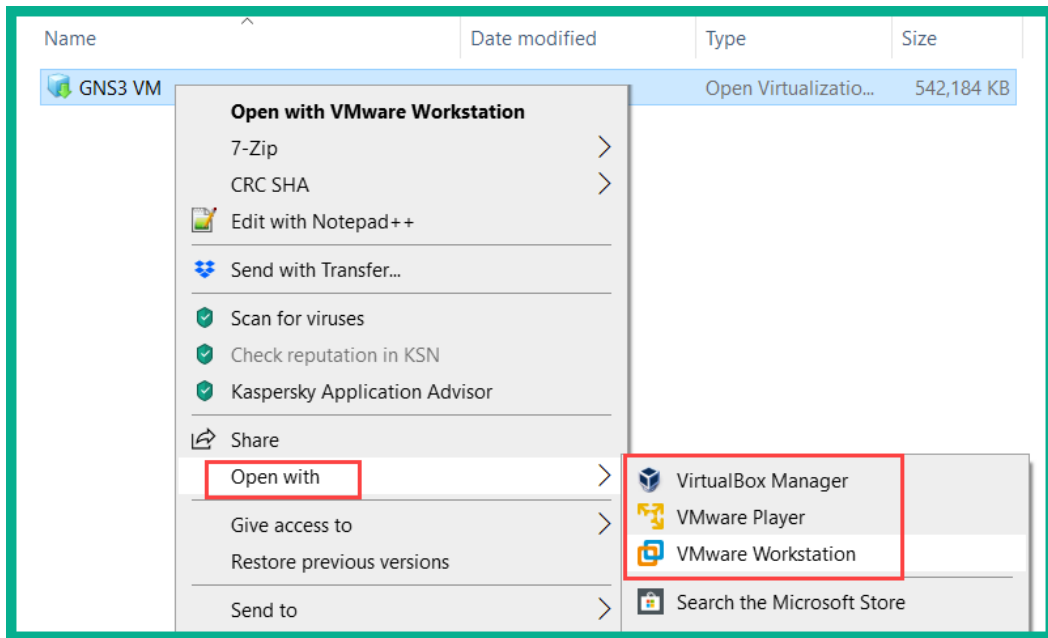 Name Date modified Type Size
GNS3 VM Open Virtualizatio... 542,184 KB
Open with VMware Workstation
7-Zip
CRC SHA
Edit with Notepad++
Send with Transfer...
Scan for viruses
Check reputation in KSN
Kaspersky Application Advisor
Share
Open with
Give access to
Restore previous versions
Send to
VirtualBox Manager
VMware Player
VMware Workstation
Search the Microsoft Store